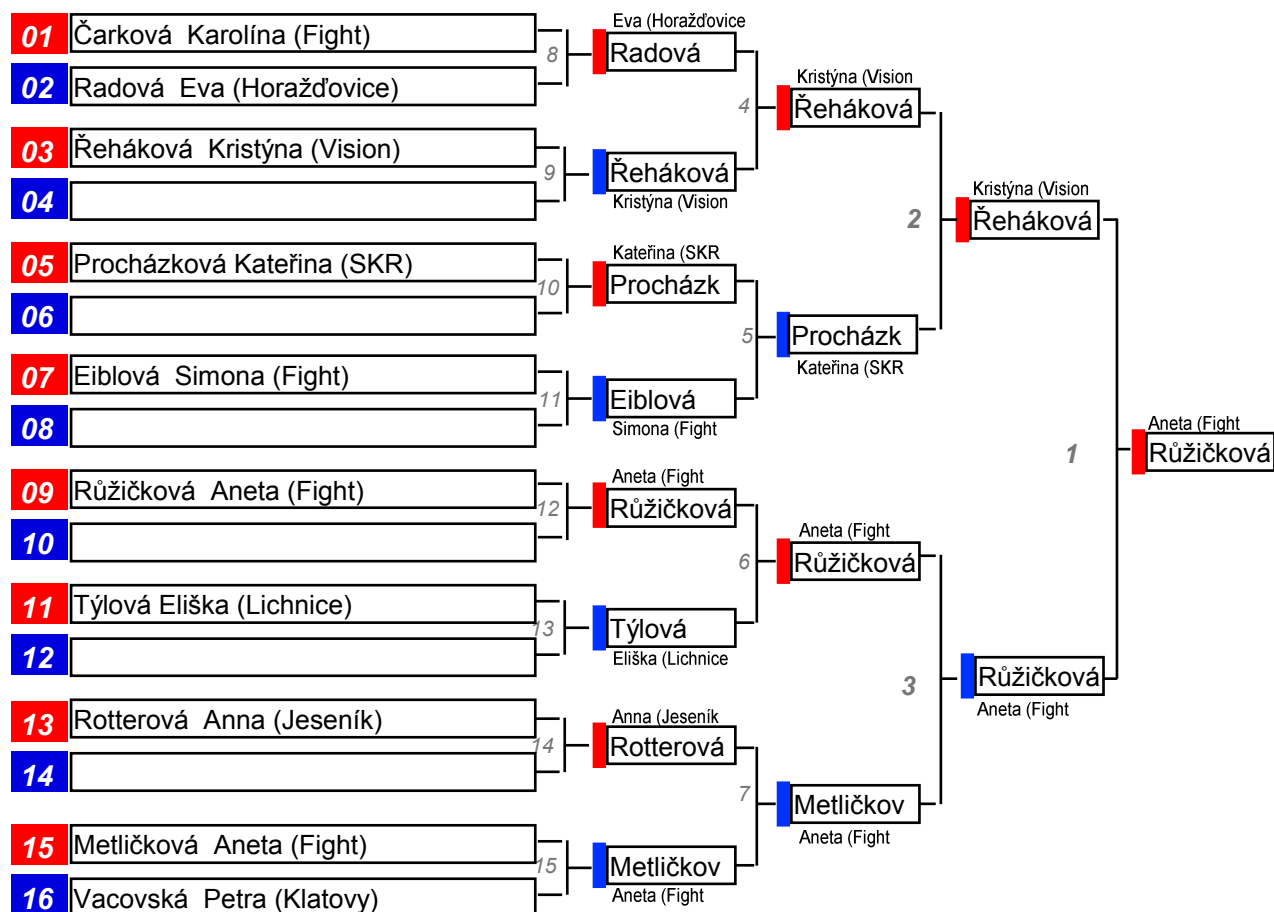 01 Čarková Karolína (Fight)
02 Radová Eva (Horažďovice)
03 Řeháková Kristýna (Vision)
04
05 Procházková Kateřina (SKR)
06
07 Eiblová Simona (Fight)
08
09 Růžičková Aneta (Fight)
10
11 Týlová Eliška (Lichnice)
12
13 Rotterová Anna (Jeseník)
14
15 Metličková Aneta (Fight)
16 Vacovská Petra (Klatovy)
8
9
10
11
12
13
14
15
Eva (Horažďovice
Radová
Řeháková
Kristýna (Vision
Kateřina (SKR
Procházk
Eiblová
Simona (Fight
Aneta (Fight
Růžičková
Týlová
Eliška (Lichnice
Anna (Jeseník
Rotterová
Metličkov
Aneta (Fight
4
5
6
7
Kristýna (Vision
Řeháková
Procházk
Kateřina (SKR
Aneta (Fight
Růžičková
Metličkov
Aneta (Fight
2
3
Kristýna (Vision
Řeháková
Růžičková
Aneta (Fight
1
Aneta (Fight
Růžičková